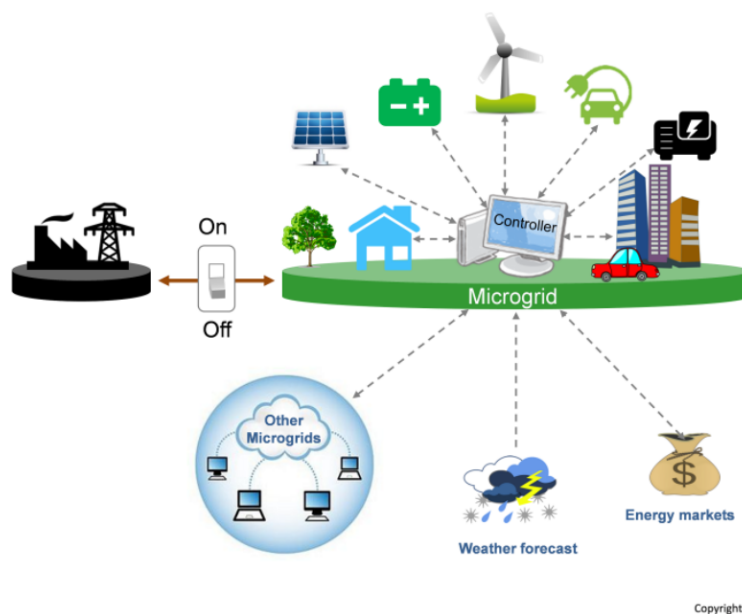 On
Off
Controller
Microgrid
Other
Microgrids
$
Weather forecast
Energy markets
Copyright